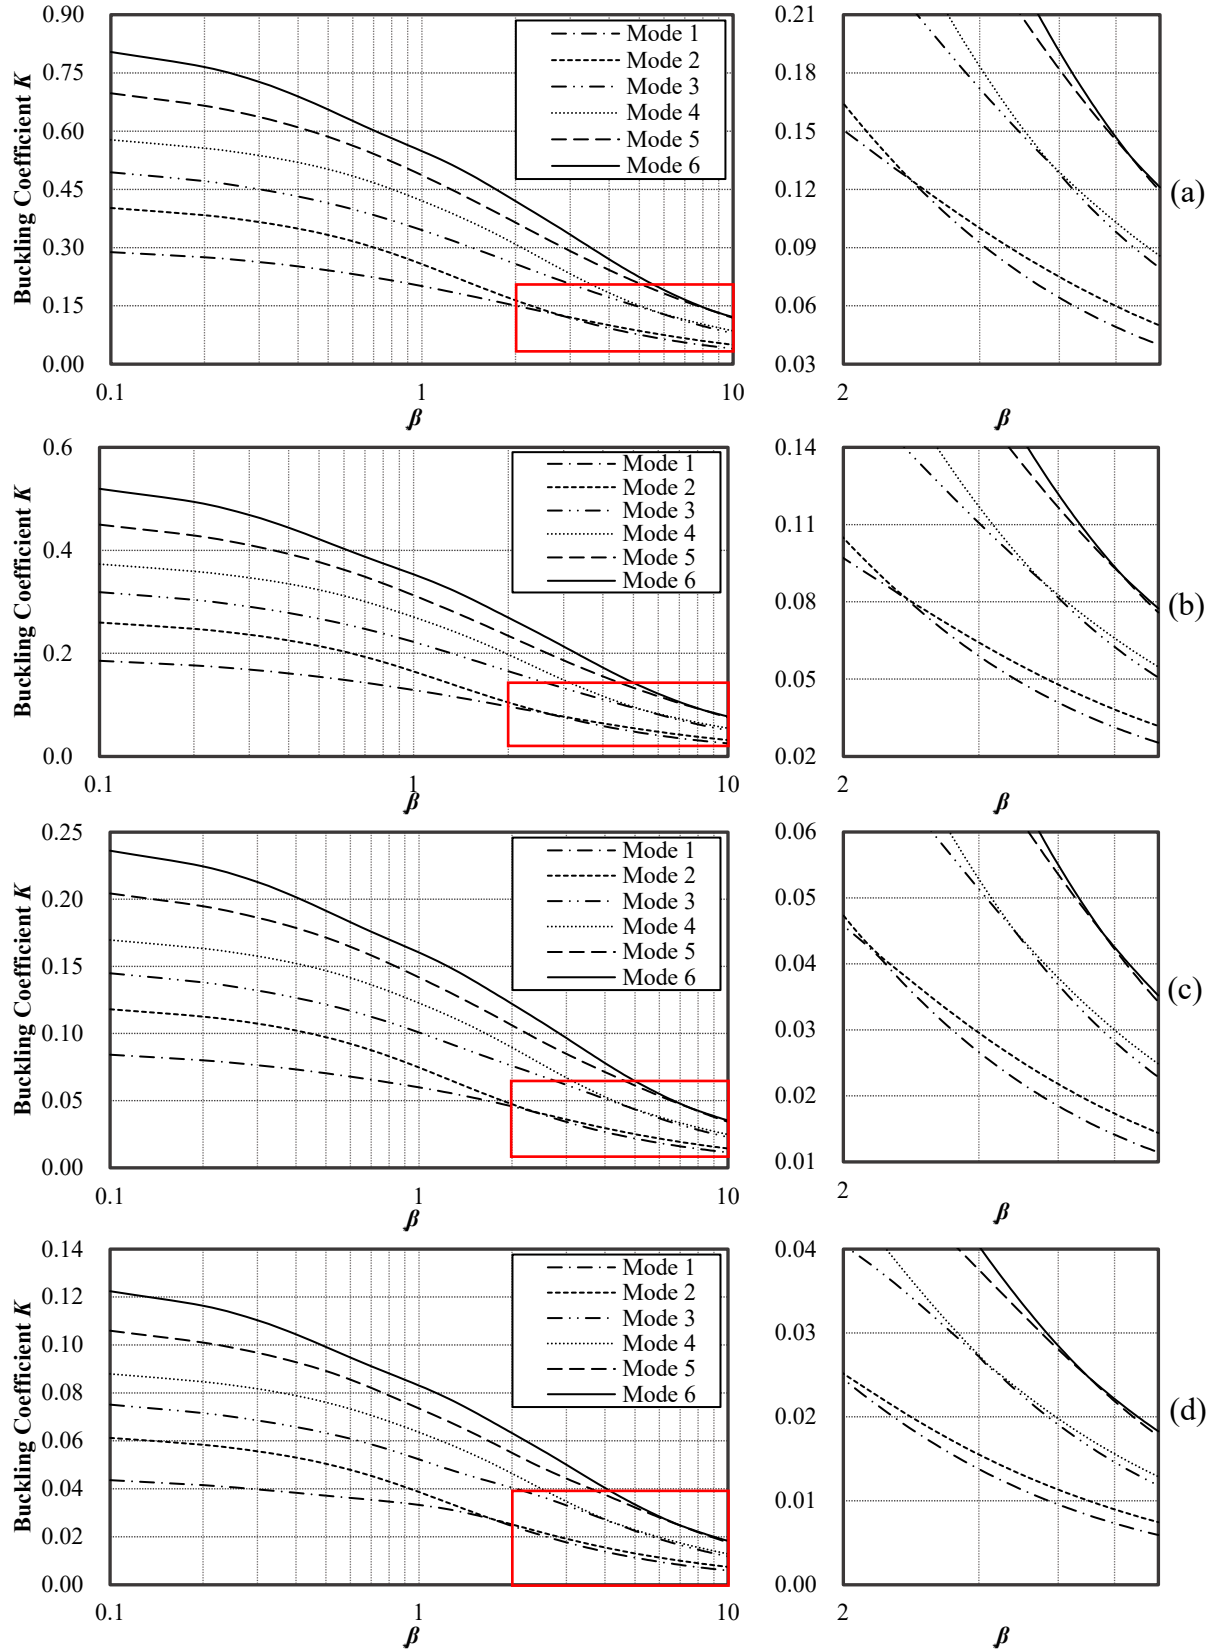 Buckling Coefficient K
0.90
0.75
0.60
0.45
0.30
0.15
0.00
Mode 1
Mode 2
Mode 3
Mode 4
Mode 5
Mode 6
0.1
1
10
β
0.21
0.18
0.15
0.12
0.09
0.06
0.03
2
β
(a)
Buckling Coefficient K
0.6
0.4
0.2
0.0
Mode 1
Mode 2
Mode 3
Mode 4
Mode 5
Mode 6
0.1
1
10
β
0.14
0.11
0.08
0.05
0.02
2
β
(b)
Buckling Coefficient K
0.25
0.20
0.15
0.10
0.05
0.00
Mode 1
Mode 2
Mode 3
Mode 4
Mode 5
Mode 6
0.1
1
10
β
0.06
0.05
0.04
0.03
0.02
0.01
2
β
(c)
Buckling Coefficient K
0.14
0.12
0.10
0.08
0.06
0.04
0.02
0.00
Mode 1
Mode 2
Mode 3
Mode 4
Mode 5
Mode 6
0.1
1
10
β
0.04
0.03
0.02
0.01
0.00
2
β
(d)